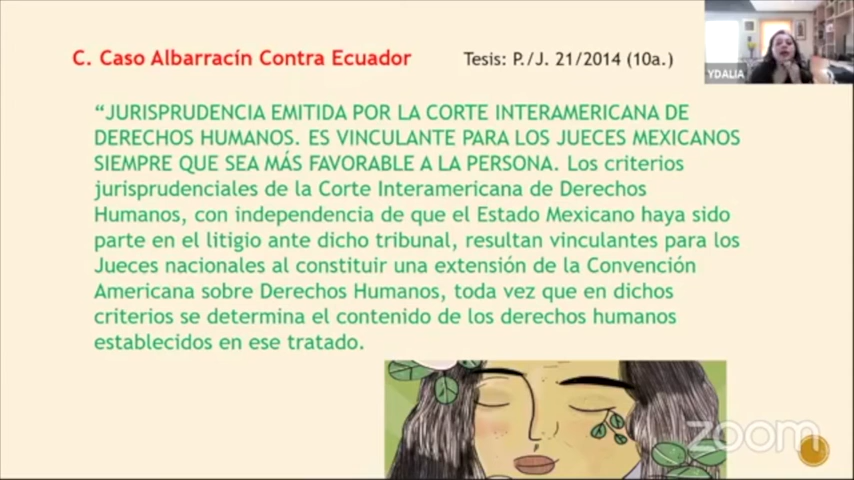 C. Caso Albarracín Contra Ecuador
Tesis: P./J. 21/2014 (10a.)
YDALIA
“JURISPRUDENCIA EMITIDA POR LA CORTE INTERAMERICANA DE
DERECHOS HUMANOS. ES VINCULANTE PARA LOS JUECES MEXICANOS
SIEMPRE QUE SEA MÁS FAVORABLE A LA PERSONA. Los criterios
jurisprudenciales de la Corte Interamericana de Derechos
Humanos, con independencia de que el Estado Mexicano haya sido
parte en el litigio ante dicho tribunal, resultan vinculantes para los
Jueces nacionales al constituir una extensión de la Convención
Americana sobre Derechos Humanos, toda vez que en dichos
criterios se determina el contenido de los derechos humanos
establecidos en ese tratado.
zoom